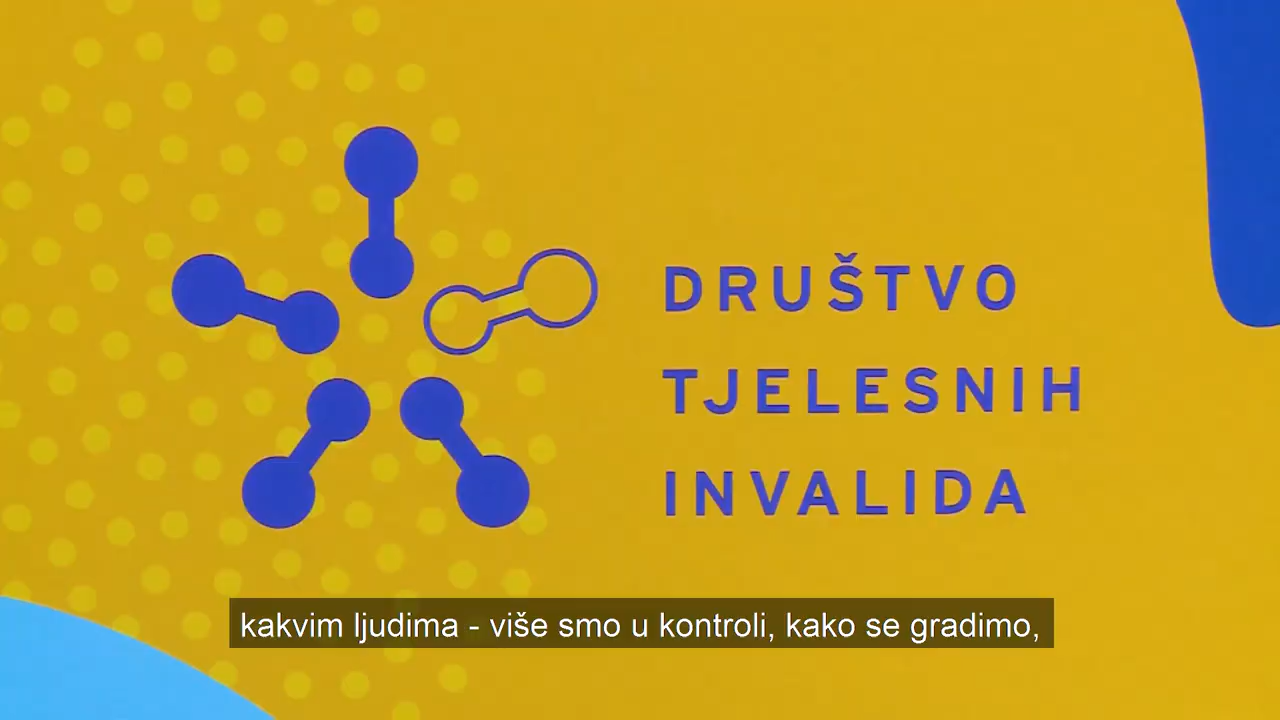 DRUŠTVO
TJELESNIH
INVALIDA
kakvim ljudima - više smo u kontroli, kako se gradimo,